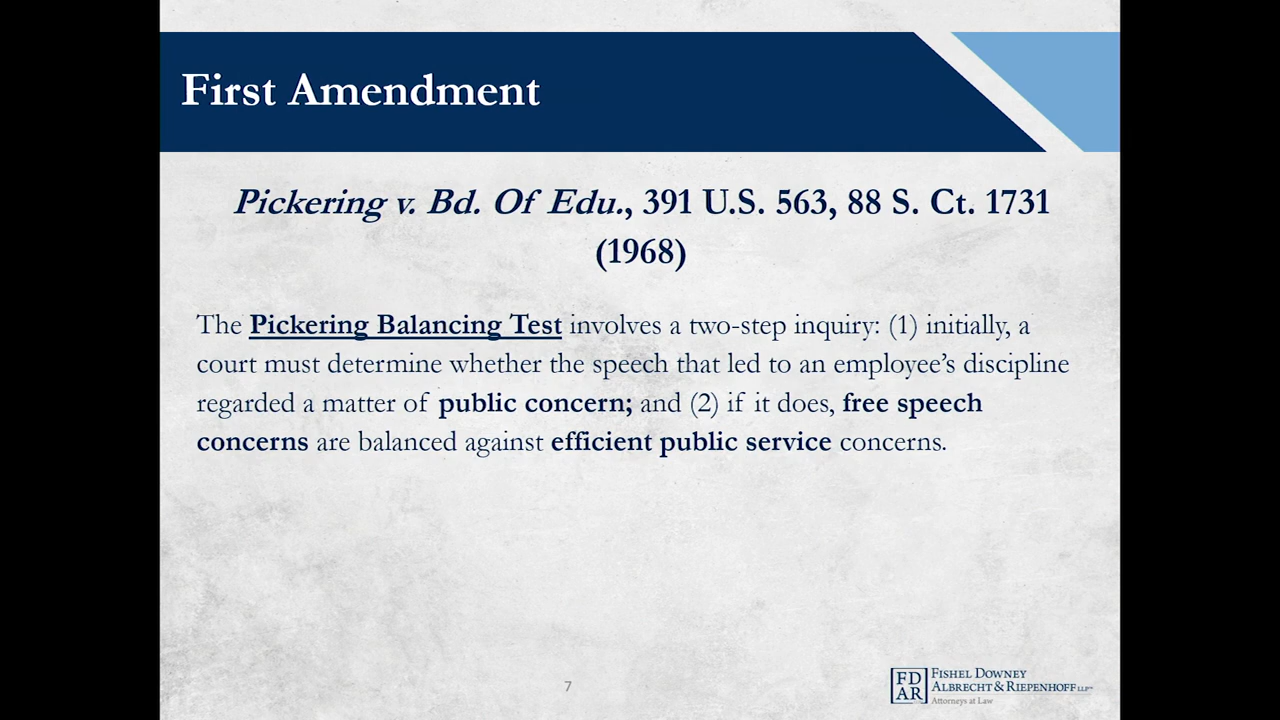 First Amendment
Pickering v. Bd. Of Edu., 391 U.S. 563, 88 S. Ct. 1731
(1968)
The Pickering Balancing Test involves a two-step inquiry: (1) initially, a
court must determine whether the speech that led to an employee’s discipline
regarded a matter of public concern; and (2) if it does, free speech
concerns are balanced against efficient public service concerns.
7
FD
AR
Fishel Downey
Albrecht & Riepenhoff LLP
Attorneys at Law